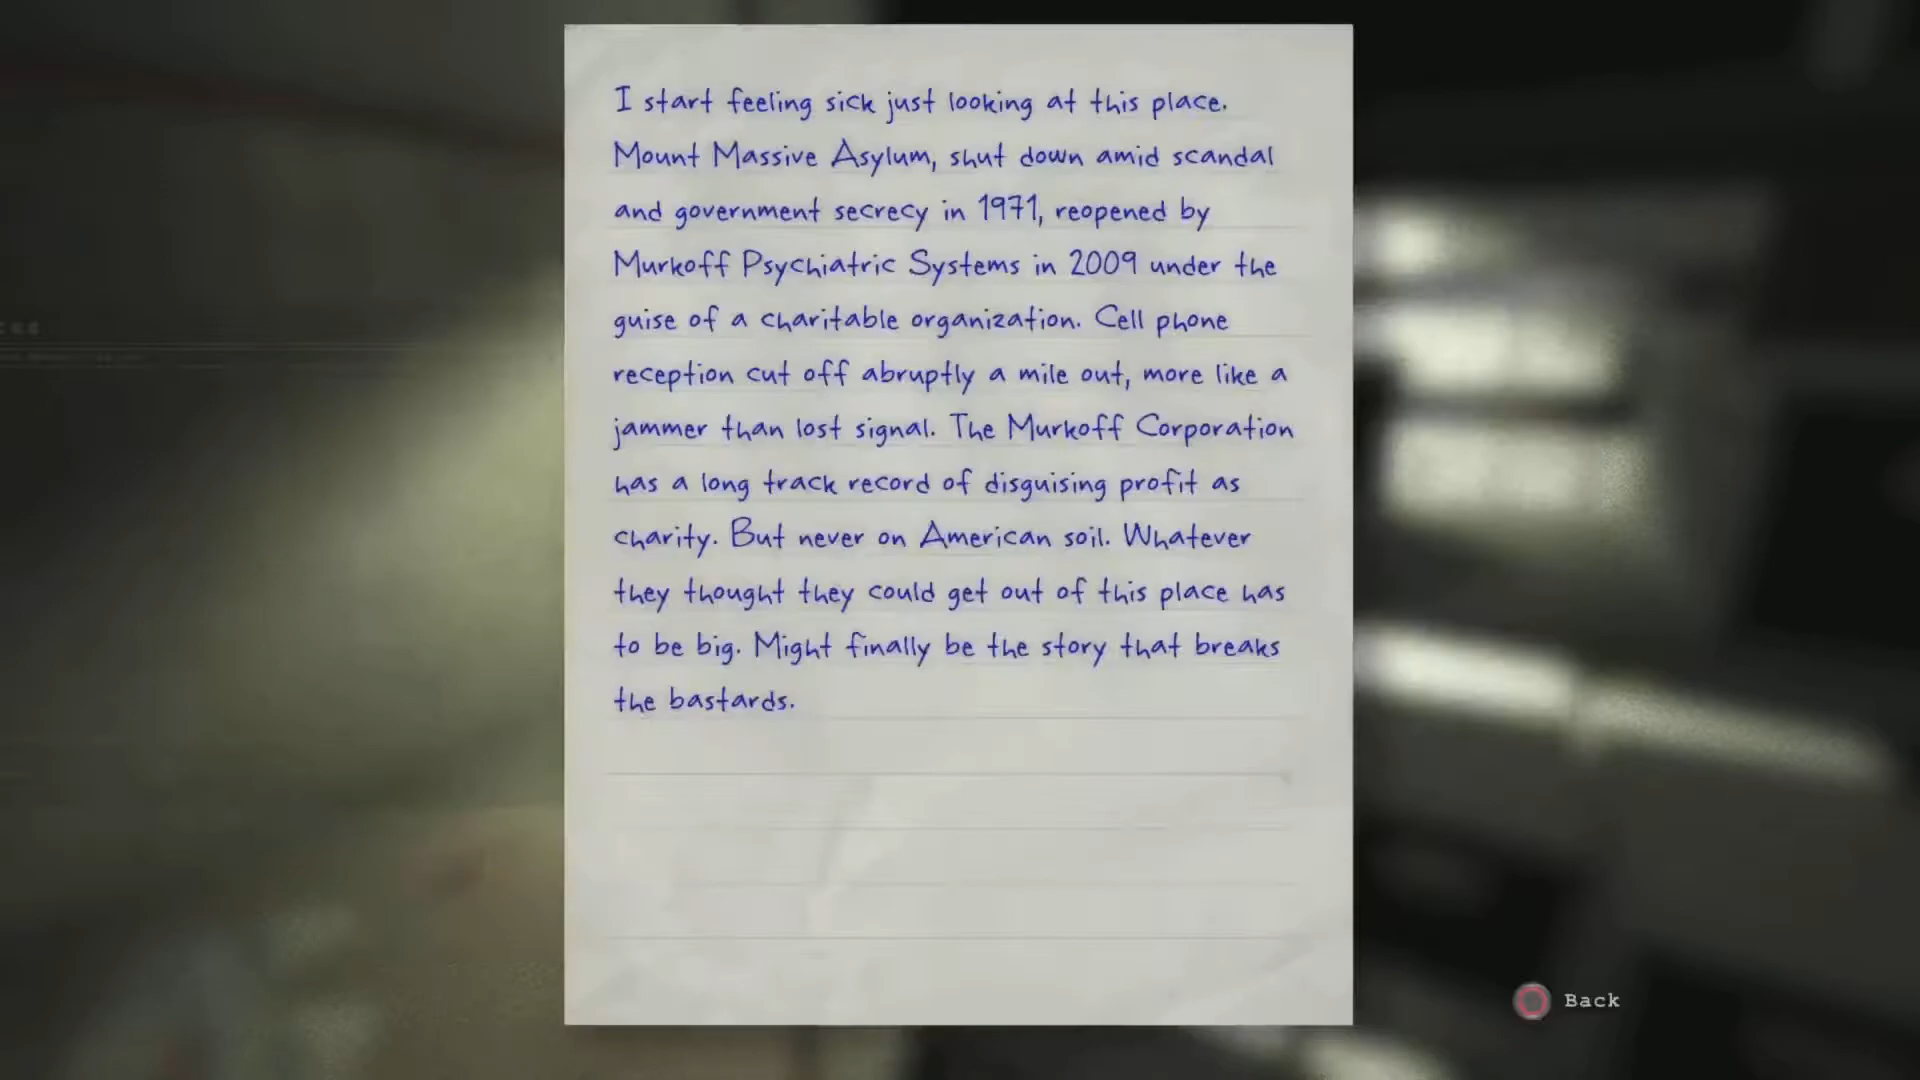 I start feeling sick just looking at this place.
Mount Massive Asylum, shut down amid scandal
and government secrecy in 1971, reopened by
Murkoff Psychiatric Systems in 2009 under the
guise of a charitable organization. Cell phone
reception cut off abruptly a mile out, more like a
jammer than lost signal. The Murkoff Corporation
has a long track record of disguising profit as
charity. But never on American soil. Whatever
they thought they could get out of this place has
to be big. Might finally be the story that breaks
the bastards.
Back